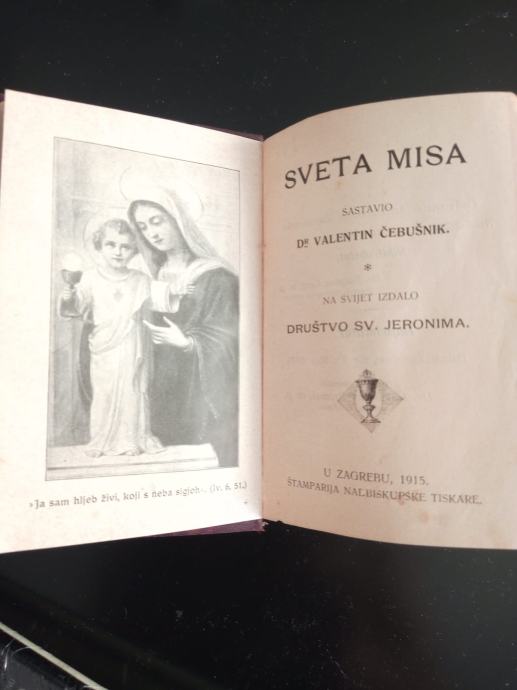 »Ja sam hljeb živi, koji s neba sigjoh«. (Iv. 6, 51.)
SVETA MISA
SASTAVIO
Dr VALENTIN ČEBUŠNIK.
*
NA SVIJET IZDALO
DRUŠTVO SV. JERONIMA.
U ZAGREBU, 1915.
ŠTAMPARIJA NADBISKUPSKE TISKARE.